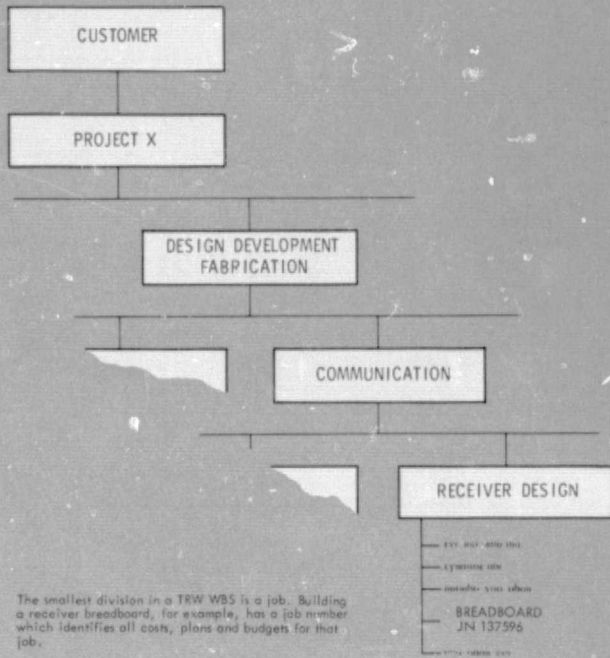 CUSTOMER
PROJECT X
DESIGN DEVELOPMENT
FABRICATION
COMMUNICATION
RECEIVER DESIGN
BREADBOARD
JN 137596
The smallest division in a TRW WBS is a job. Building
a receiver breadboard, for example, has a job number
which identifies all costs, plans and budgets for that
job.